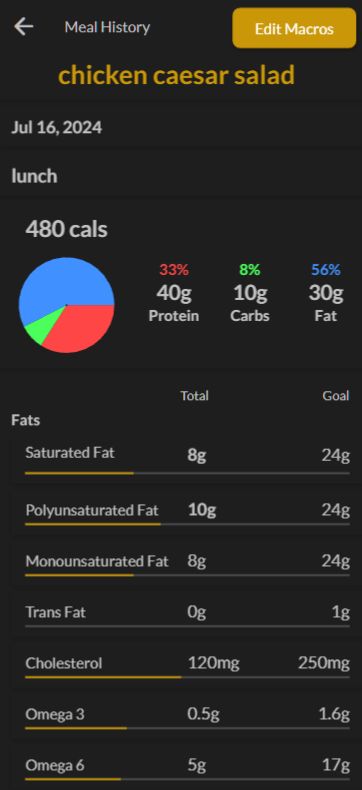 Meal History
Edit Macros
chicken caesar salad
Jul 16, 2024
lunch
480 cals
33% 8% 56%
40g 10g 30g
Protein Carbs Fat
Total Goal
Fats
Saturated Fat 8g 24g
Polyunsaturated Fat 10g 24g
Monounsaturated Fat 8g 24g
Trans Fat 0g 1g
Cholesterol 120mg 250mg
Omega 3 0.5g 1.6g
Omega 6 5g 17g